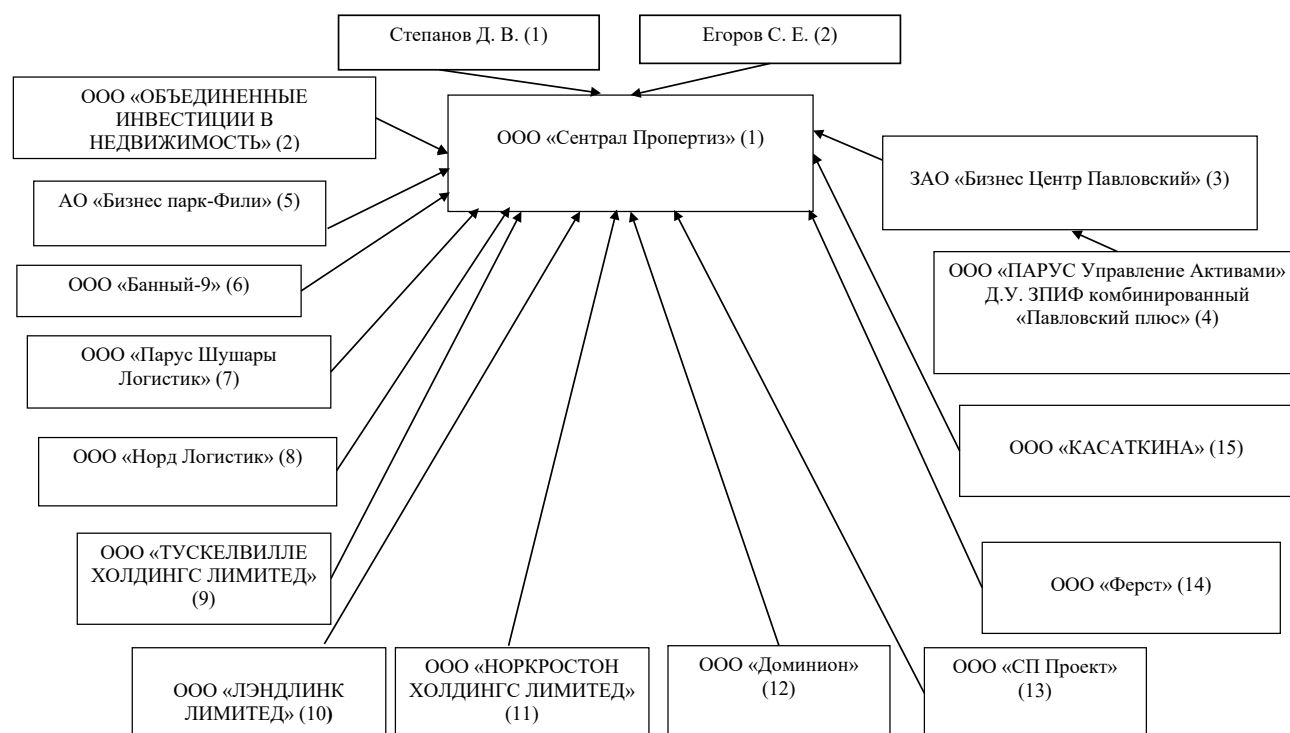 Степанов Д. В. (1)
Егоров С. Е. (2)
ООО «ОБЪЕДИНЕННЫЕ
ИНВЕСТИЦИИ В
НЕДВИЖИМОСТЬ» (2)
ООО «Сентрал Пропертиз» (1)
ЗАО «Бизнес Центр Павловский» (3)
АО «Бизнес парк-Фили» (5)
ООО «Банный-9» (6)
ООО «ПАРУС Управление Активами»
Д.У. ЗПИФ комбинированный
«Павловский плюс» (4)
ООО «Парус Шушары
Логистик» (7)
ООО «Норд Логистик» (8)
ООО «КАСАТКИНА» (15)
ООО «ТУСКЕЛВИЛЛЕ
ХОЛДИНГС ЛИМИТЕД»
(9)
ООО «Ферст» (14)
ООО «ЛЭНДЛИНК
ЛИМИТЕД» (10)
ООО «НОРКРОСТОН
ХОЛДИНГС ЛИМИТЕД»
(11)
ООО «Доминион»
(12)
ООО «СП Проект»
(13)